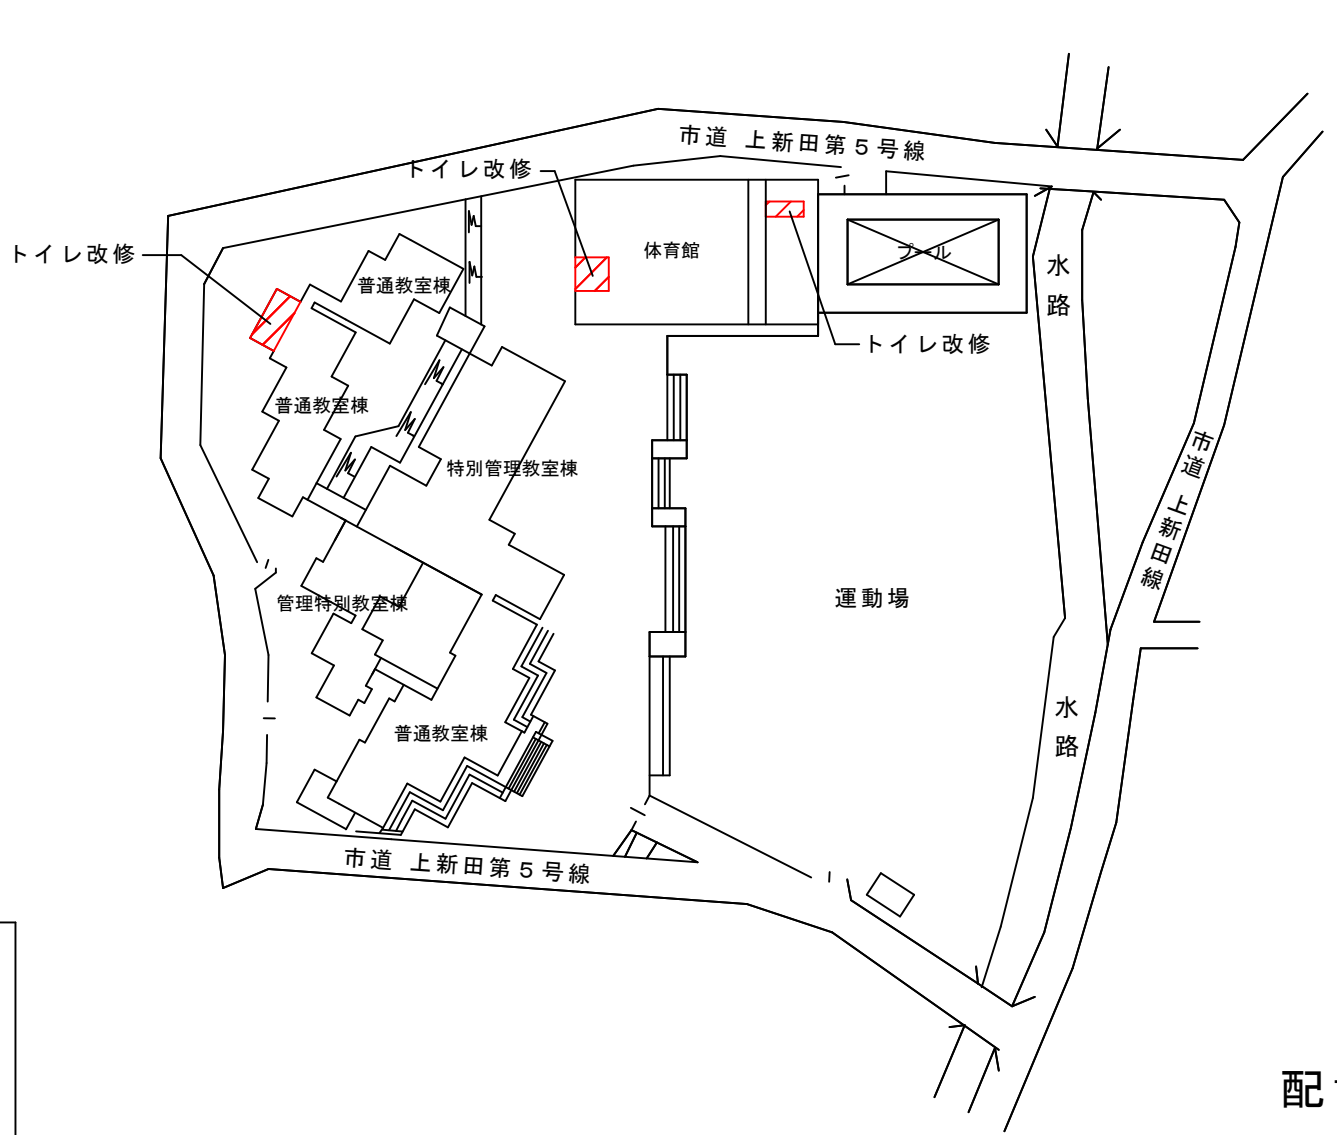 市道 上新田第５号線
トイレ改修
トイレ改修
体育館
プール
普通教室棟
水路
トイレ改修
普通教室棟
市道 上新田線
特別管理教室棟
運動場
管理特別教室棟
水路
普通教室棟
市道 上新田第５号線
配